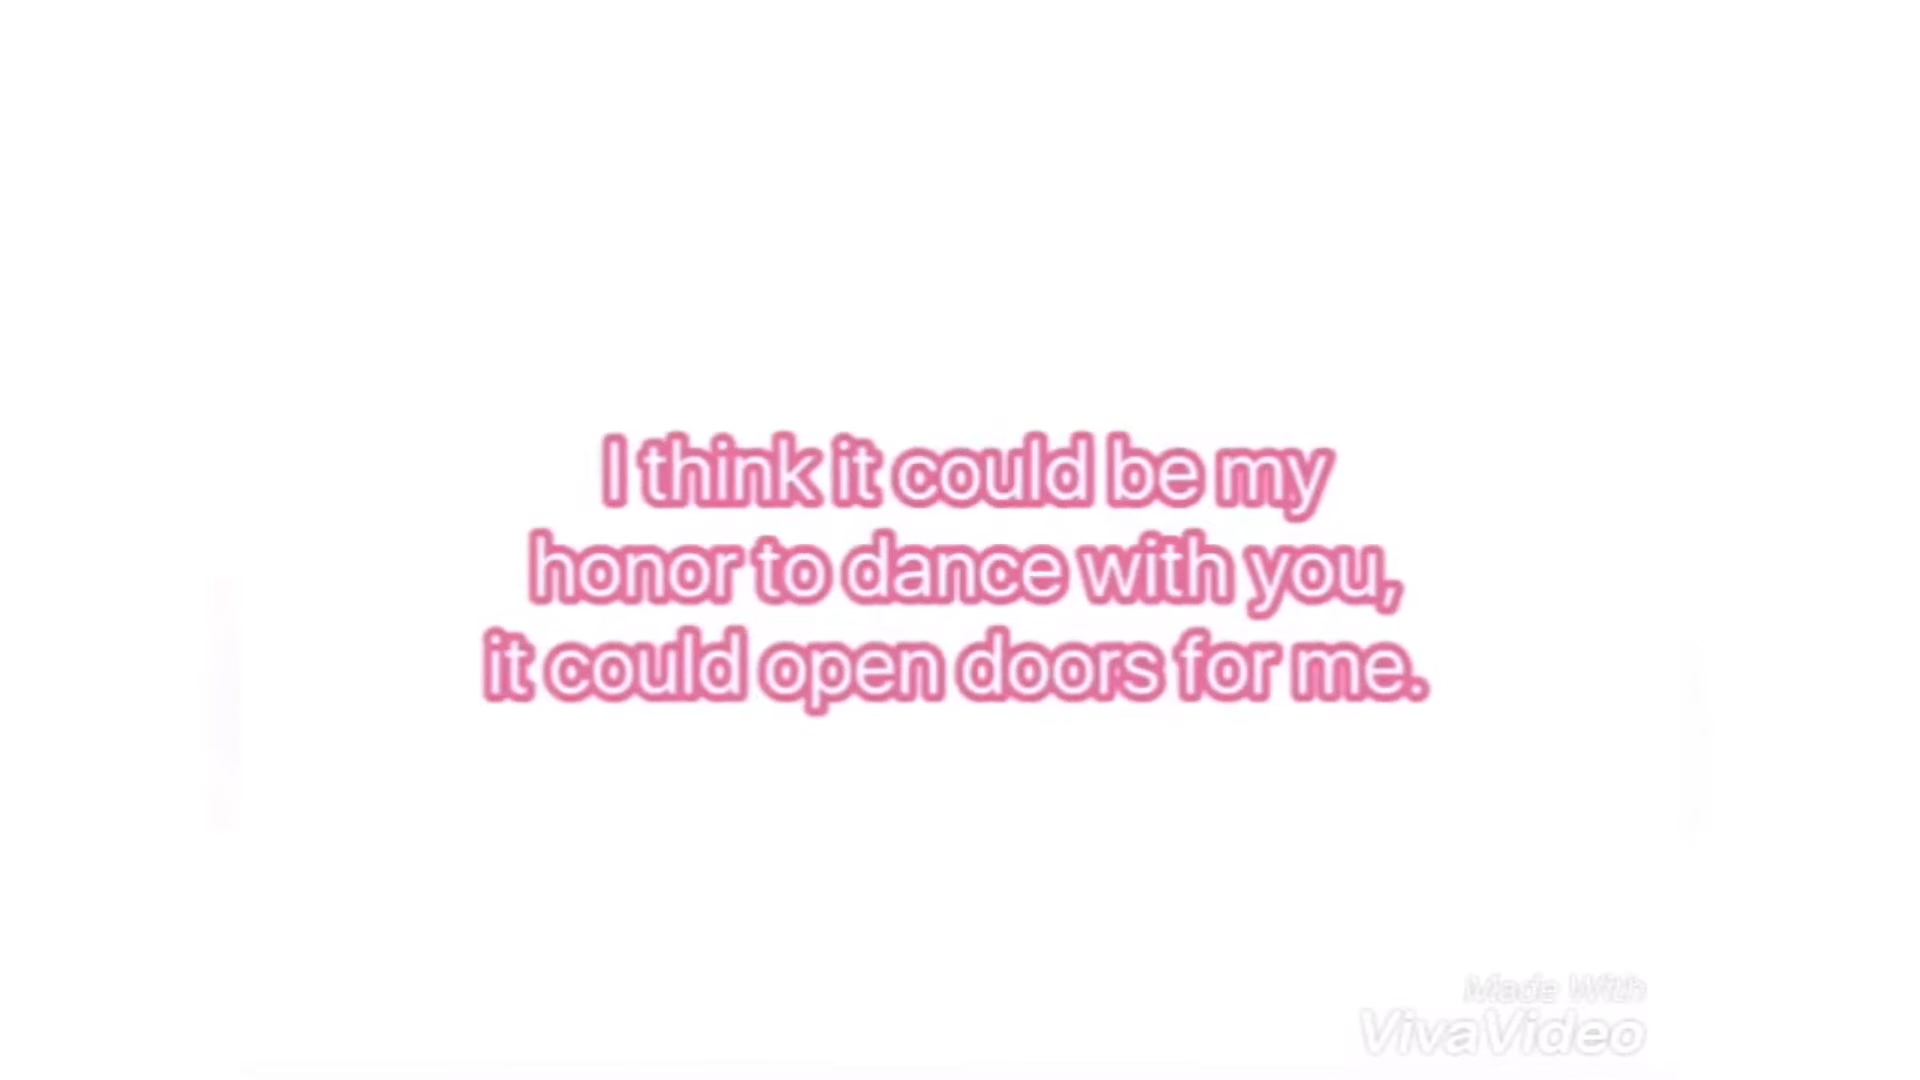 I think it could be my
honor to dance with you,
it could open doors for me.
Made With
VivaVideo